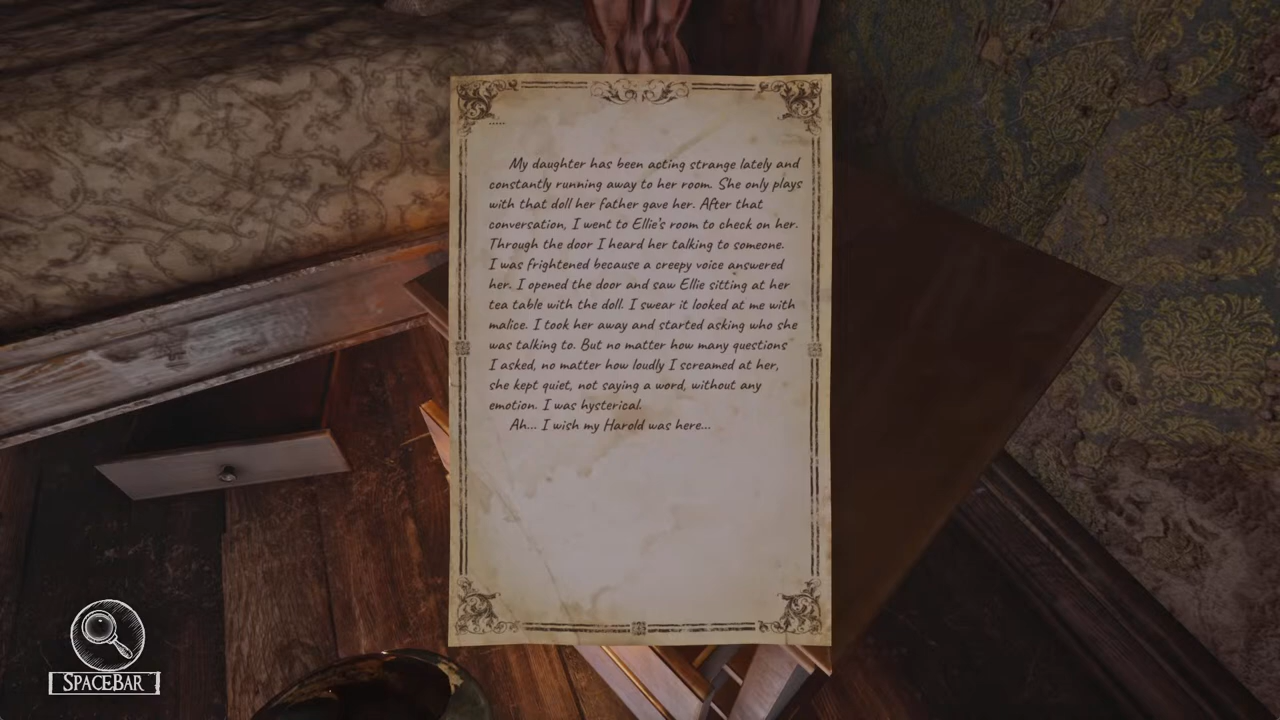 .....
My daughter has been acting strange lately and
constantly running away to her room. She only plays
with that doll her father gave her. After that
conversation, I went to Ellie's room to check on her.
Through the door I heard her talking to someone.
I was frightened because a creepy voice answered
her. I opened the door and saw Ellie sitting at her
tea table with the doll. I swear it looked at me with
malice. I took her away and started asking who she
was talking to. But no matter how many questions
I asked, no matter how loudly I screamed at her,
she kept quiet, not saying a word, without any
emotion. I was hysterical.
Ah... I wish my Harold was here...
SPACEBAR